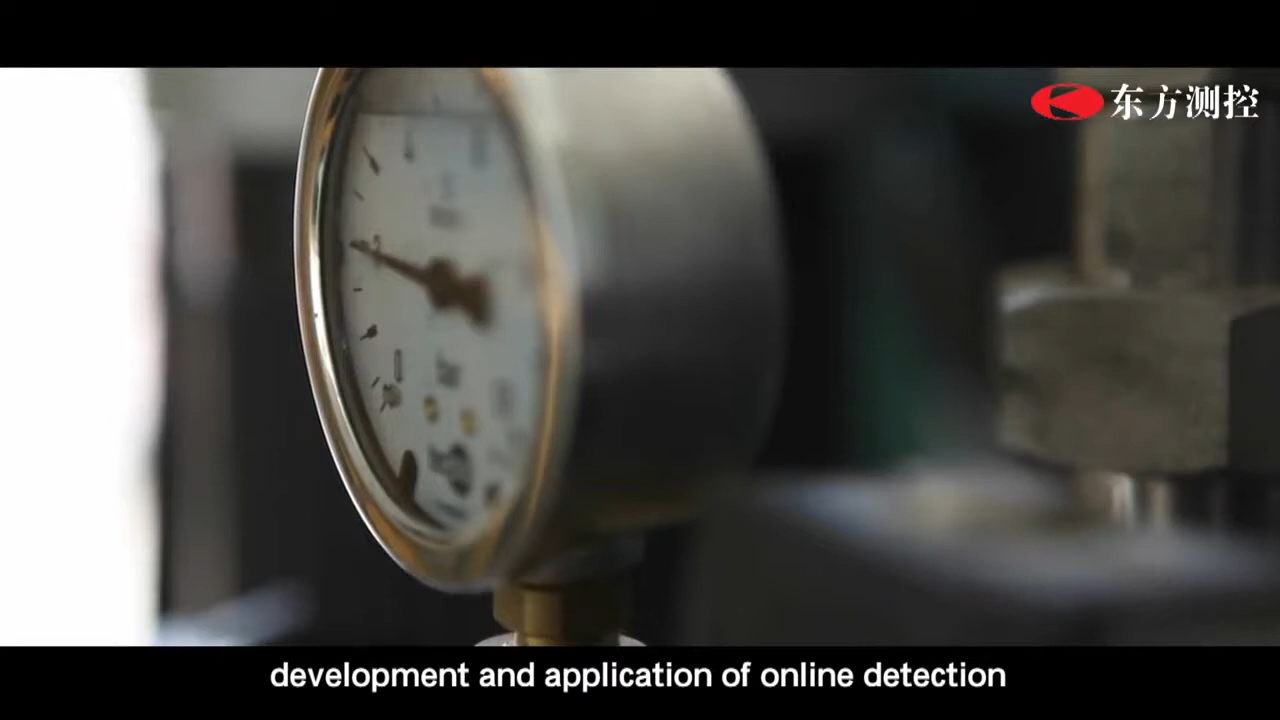 东方测控
development and application of online detection